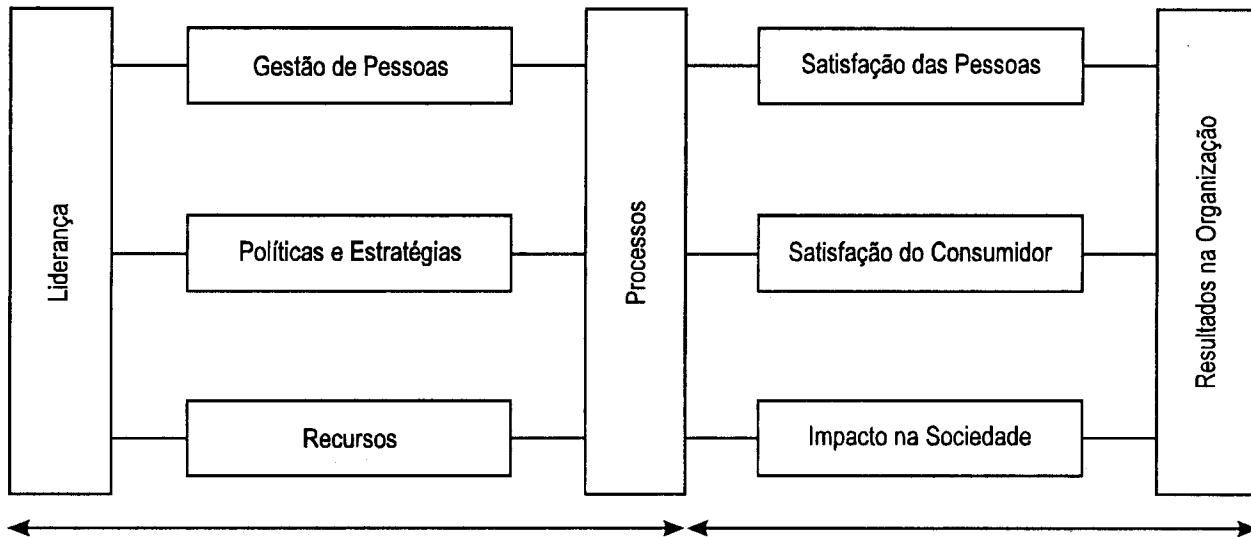 Liderança
Gestão de Pessoas
Políticas e Estratégias
Recursos
Processos
Satisfação das Pessoas
Satisfação do Consumidor
Impacto na Sociedade
Resultados na Organização